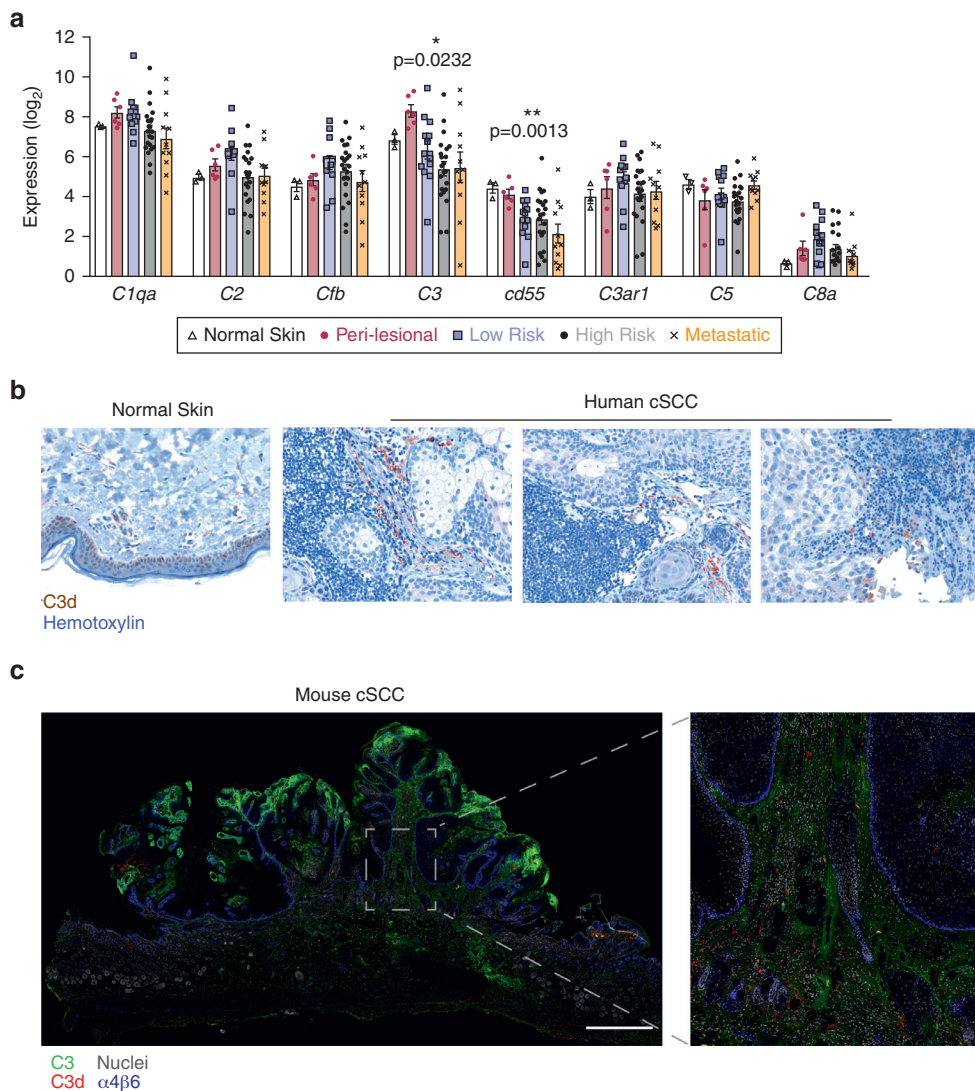 a
12
10
8
6
4
2
0
Expression (log2)
*
p=0.0232
**
p=0.0013
C1qa C2 Cfb C3 cd55 C3ar1 C5 C8a
Normal Skin Peri-lesional Low Risk High Risk Metastatic
b
Normal Skin Human cSCC
C3d
Hemotoxylin
c
Mouse cSCC
C3 Nuclei
C3d α4β6